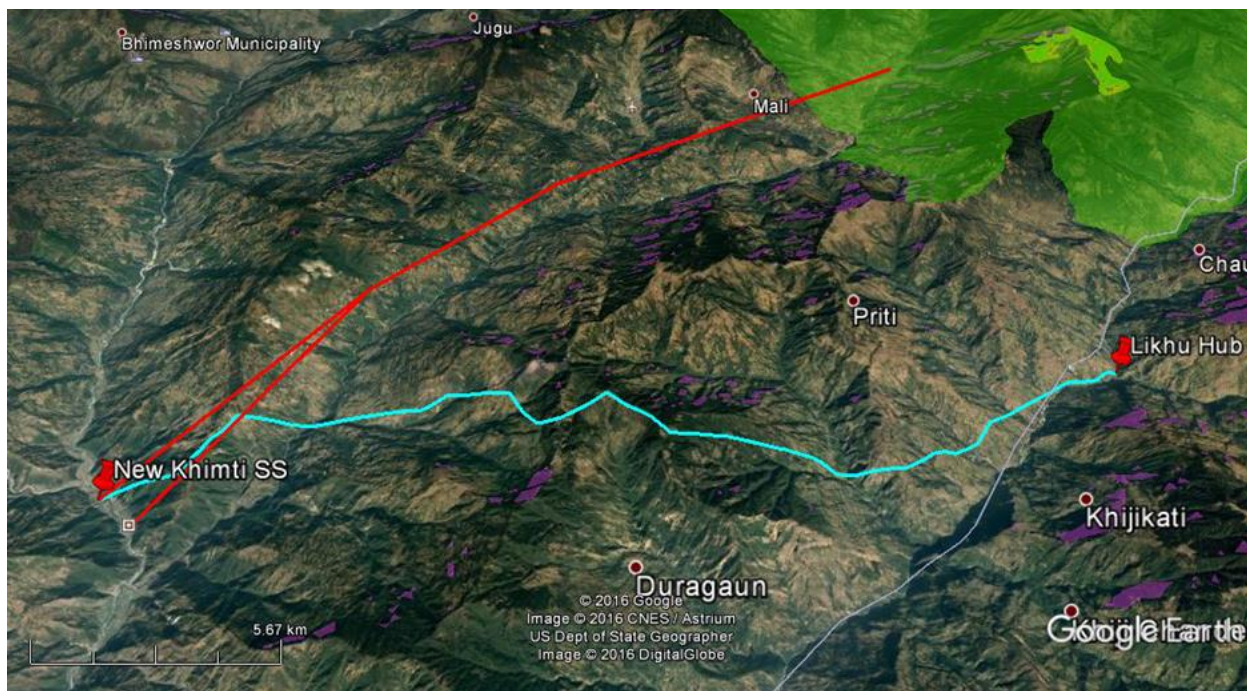 Jugu
Bhimeshwor Municipality
Mali
Chau
Priti
Likhu Hub
New Khimti SS
Khijikati
Duragaun
© 2016 Google
Image © 2016 CNES / Astrium
US Dept of State Geographer
Image © 2016 DigitalGlobe
5.67 km
Google Earth